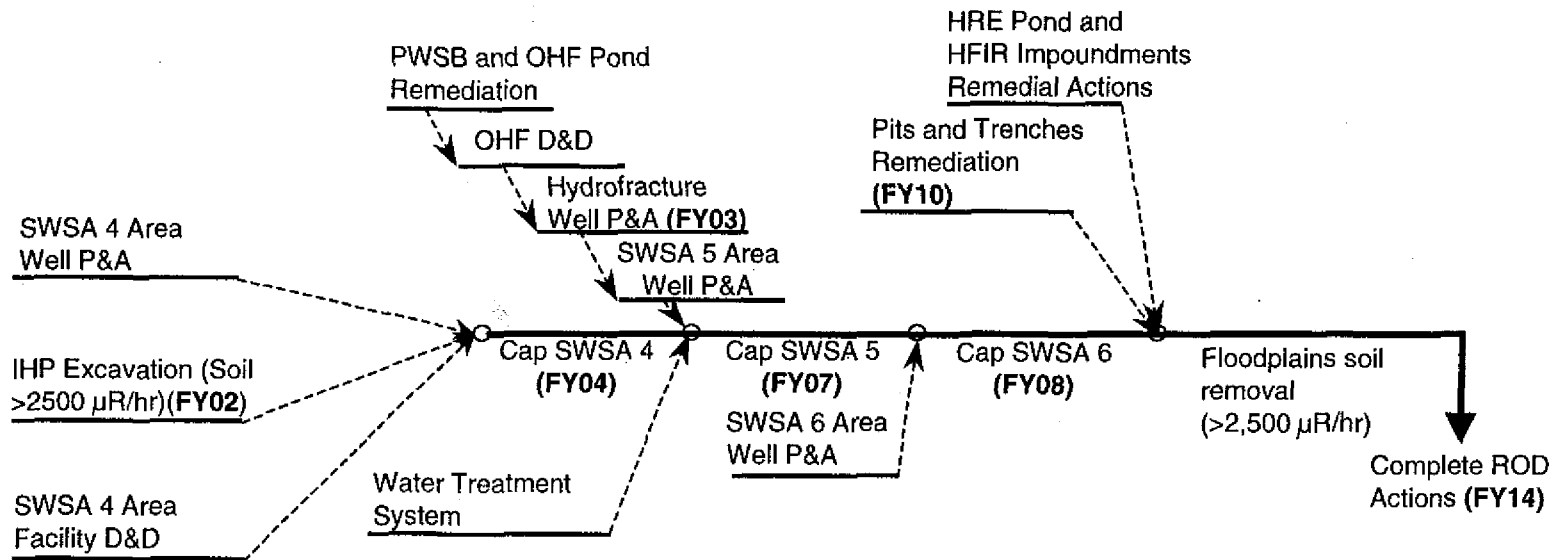 HRE Pond and
HFIR Impoundments
Remedial Actions
PWSB and OHF Pond
Remediation
OHF D&D
Pits and Trenches
Remediation
(FY10)
Hydrofracture
Well P&A (FY03)
SWSA 4 Area
Well P&A
SWSA 5 Area
Well P&A
IHP Excavation (Soil
>2500 µR/hr)(FY02)
Cap SWSA 4
(FY04)
Cap SWSA 5
(FY07)
Cap SWSA 6
(FY08)
Floodplains soil
removal
(>2,500 µR/hr)
SWSA 6 Area
Well P&A
Water Treatment
System
Complete ROD
Actions (FY14)
SWSA 4 Area
Facility D&D